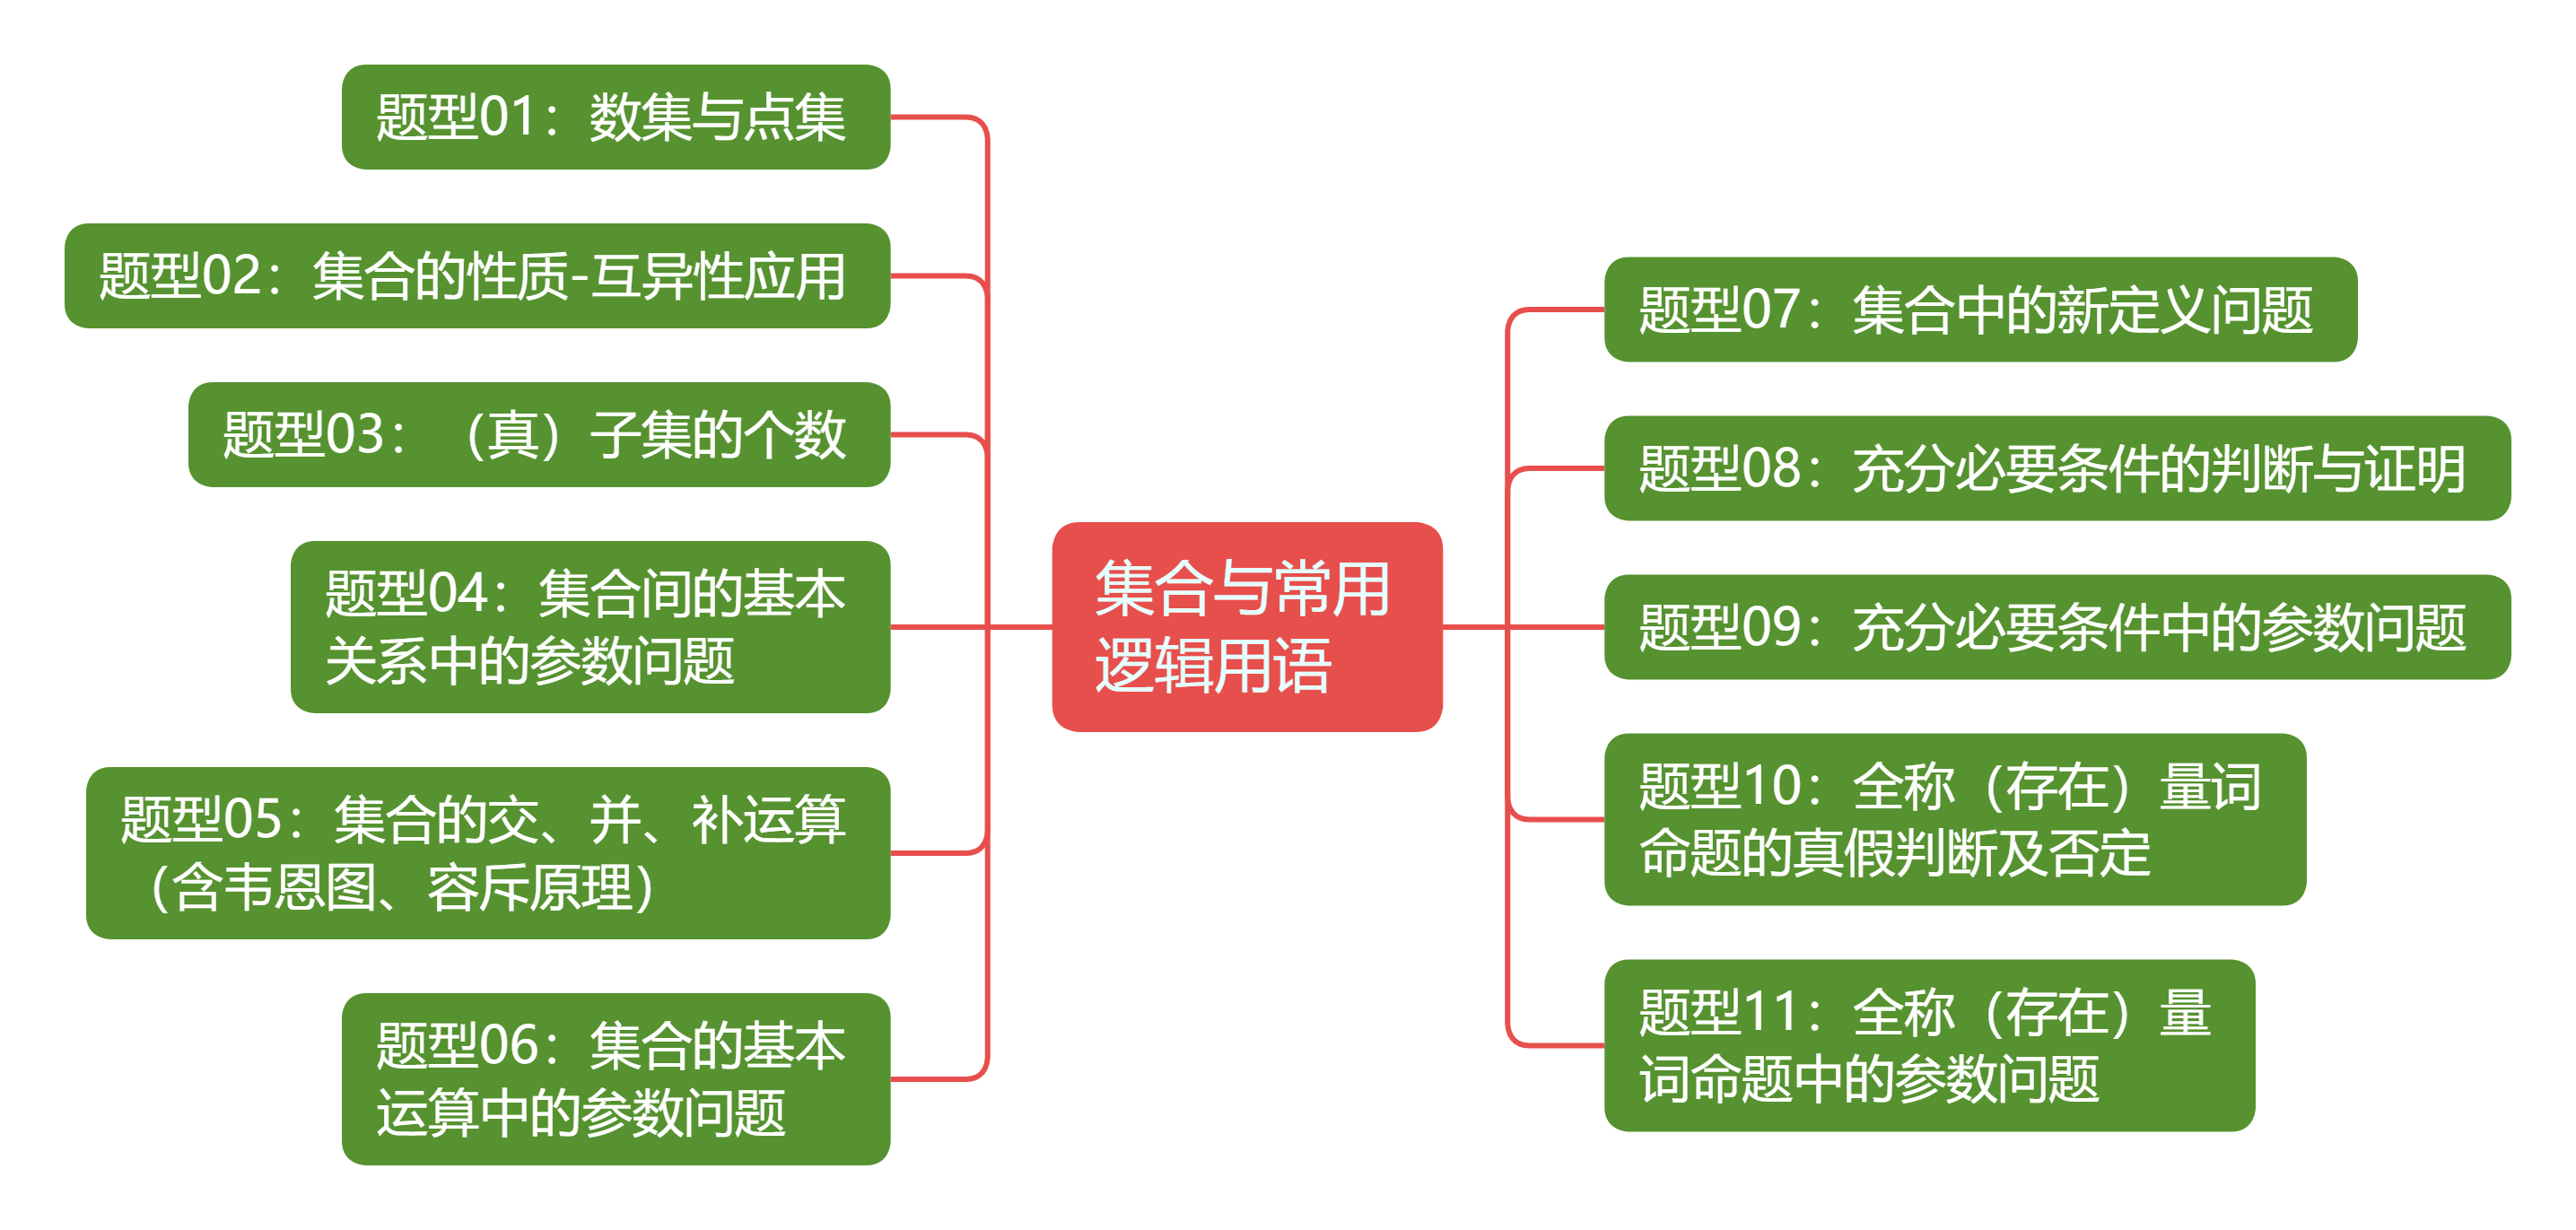 题型01：数集与点集
题型02：集合的性质-互异性应用
题型03：（真）子集的个数
题型04：集合间的基本
关系中的参数问题
题型05：集合的交、并、补运算
（含韦恩图、容斥原理）
题型06：集合的基本
运算中的参数问题
集合与常用
逻辑用语
题型07：集合中的新定义问题
题型08：充分必要条件的判断与证明
题型09：充分必要条件中的参数问题
题型10：全称（存在）量词
命题的真假判断及否定
题型11：全称（存在）量
词命题中的参数问题